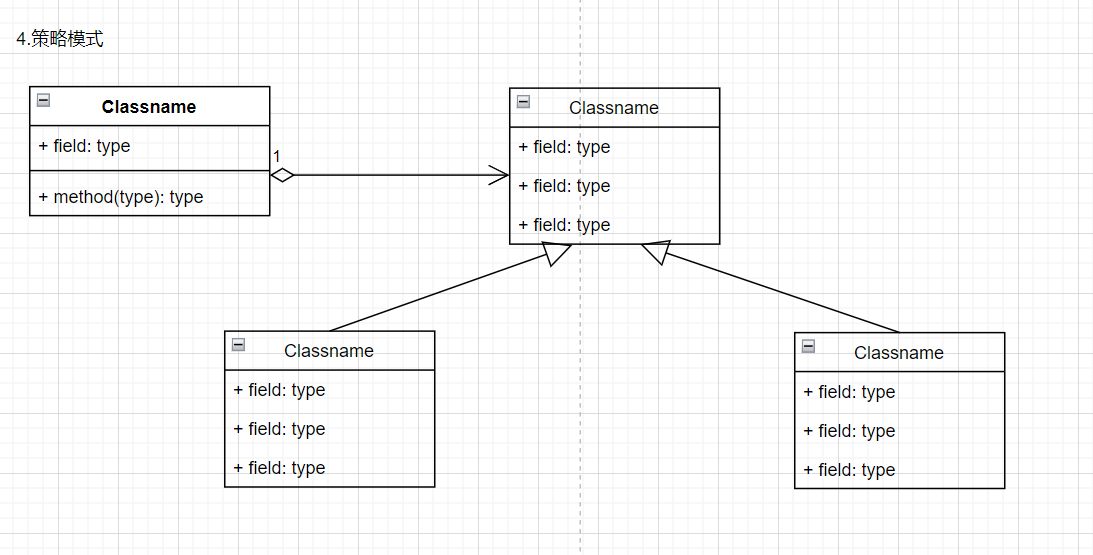 4.策略模式
Classname
+ field: type
+ method(type): type
1
Classname
+ field: type
+ field: type
+ field: type
Classname
+ field: type
+ field: type
+ field: type
Classname
+ field: type
+ field: type
+ field: type